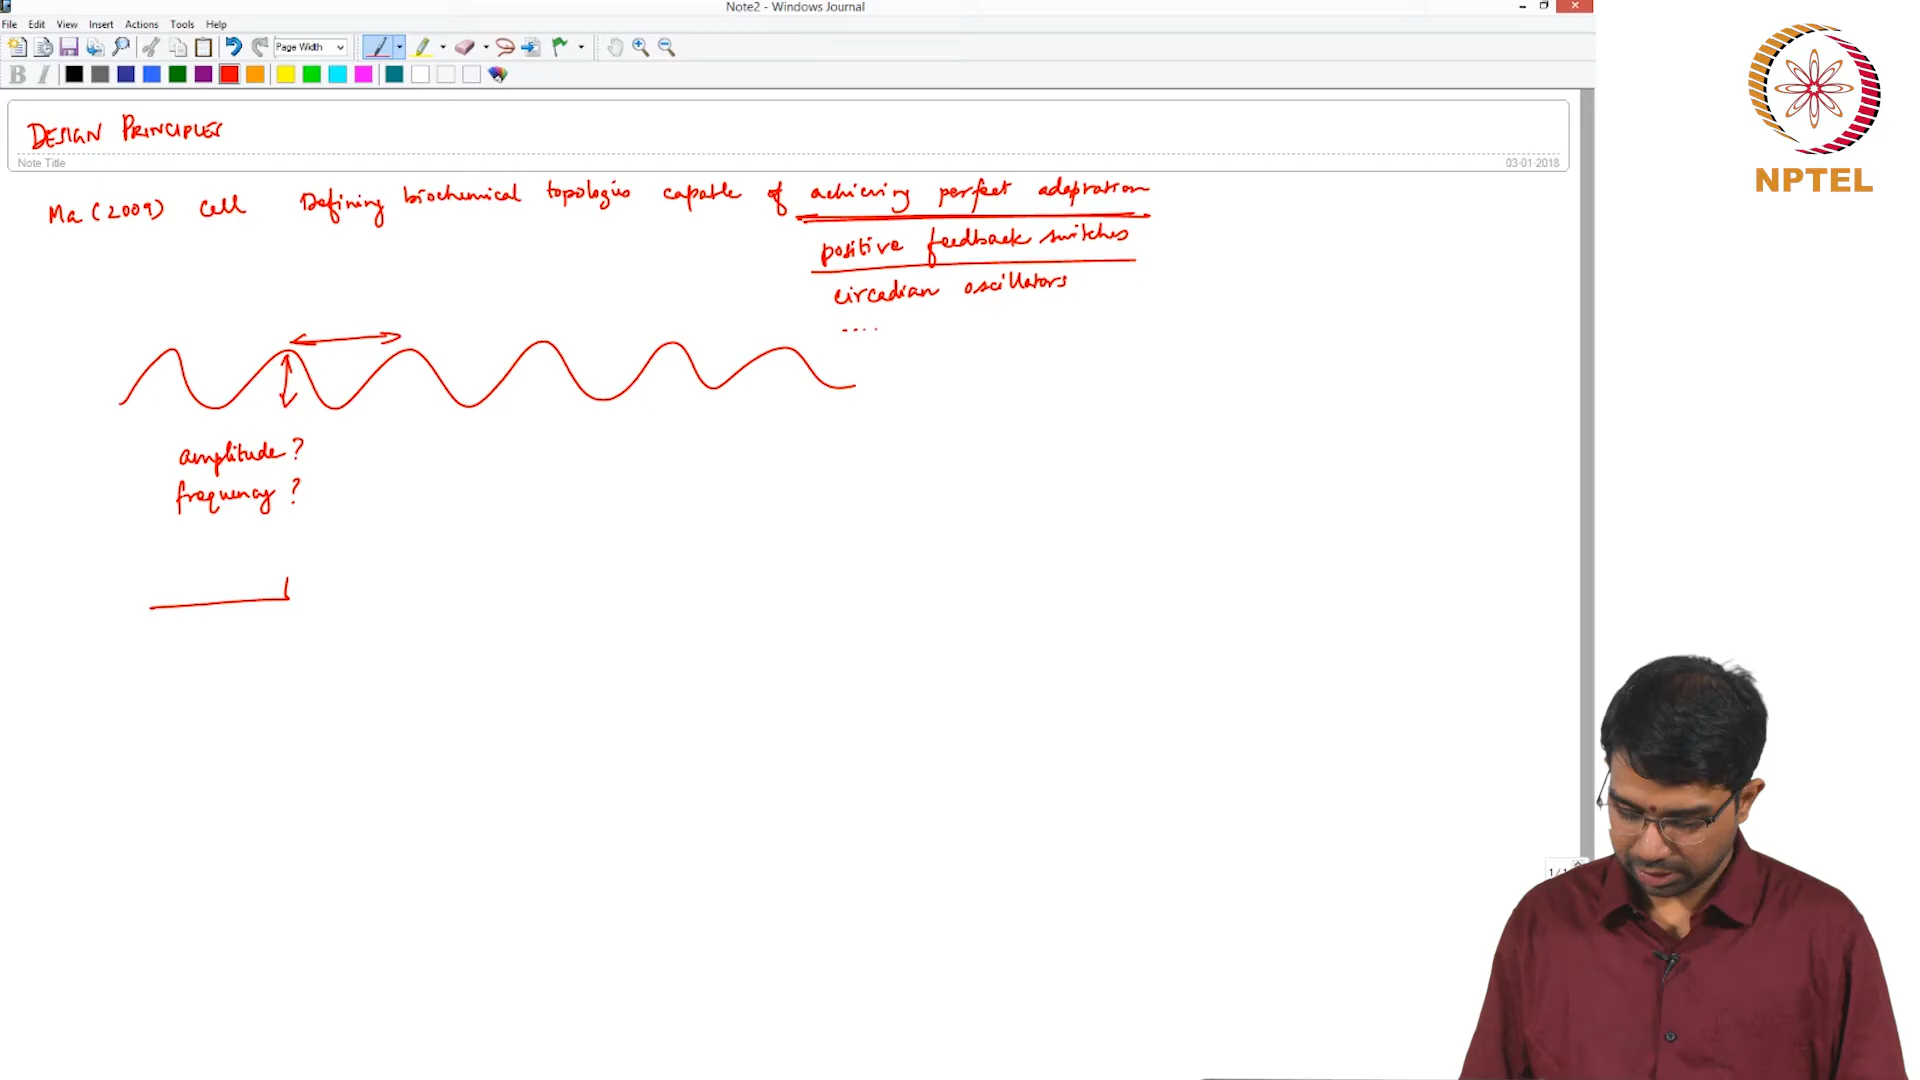 Note2 - Windows Journal
File Edit View Insert Actions Tools Help
Page Width
B I
DESIGN PRINCIPLES
Note Title
03-01-2018
NPTEL
Ma (2009) Cell Defining biochemical topologies capable of achieving perfect adaptation
positive feedback switches
circadian oscillators
....
amplitude?
frequency?